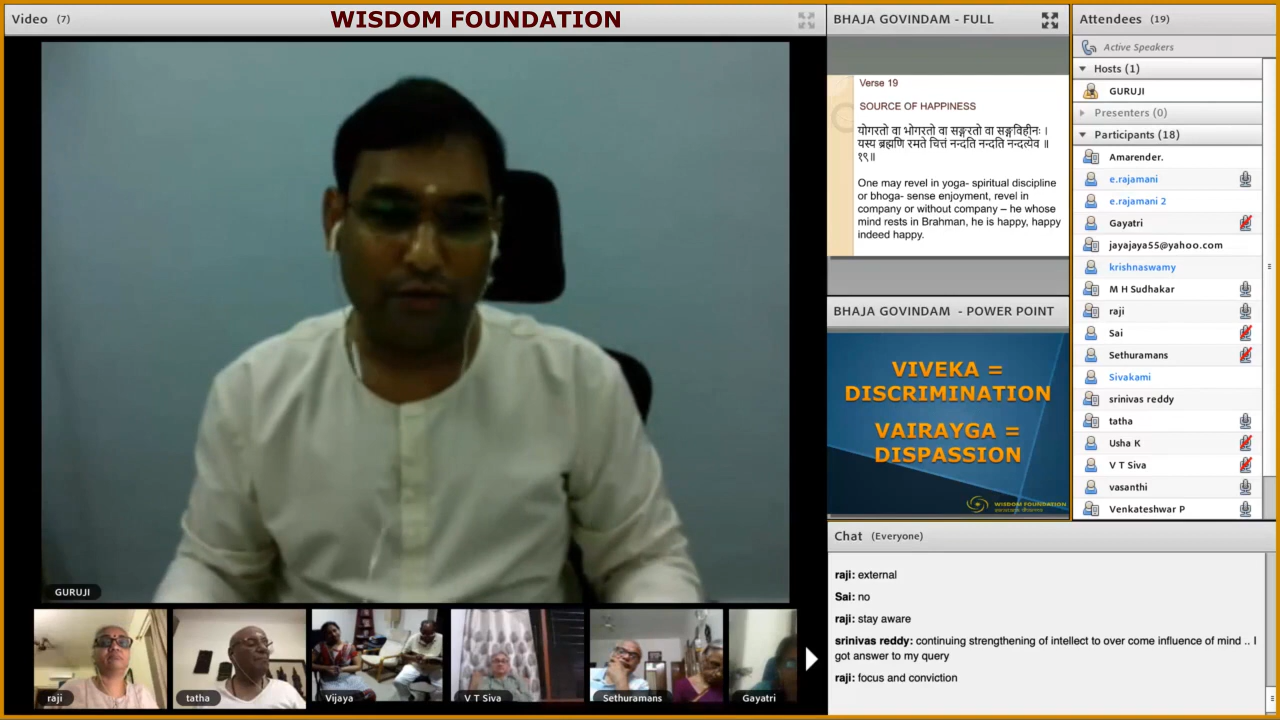 Video (7)
WISDOM FOUNDATION
GURUJI
raji
tatha
Vijaya
V T Siva
Sethuramans
Gayatri
BHAJA GOVINDAM - FULL
Verse 19
SOURCE OF HAPPINESS
योगरतो वा भोगरतो वा सङ्गरतो वा सङ्गविहीनः ।
यस्य ब्रह्मणि रमते चित्तं नन्दति नन्दति नन्दत्येव ॥
१९॥
One may revel in yoga- spiritual discipline
or bhoga- sense enjoyment, revel in
company or without company – he whose
mind rests in Brahman, he is happy, happy
indeed happy.
BHAJA GOVINDAM - POWER POINT
VIVEKA =
DISCRIMINATION
VAIRAYGA =
DISPASSION
WISDOM FOUNDATION
Attendees (19)
Active Speakers
Hosts (1)
GURUJI
Presenters (0)
Participants (18)
Amarender.
e.rajamani
e.rajamani 2
Gayatri
jayajaya55@yahoo.com
krishnaswamy
M H Sudhakar
raji
Sai
Sethuramans
Sivakami
srinivas reddy
tatha
Usha K
V T Siva
vasanthi
Venkateshwar P
Chat (Everyone)
raji: external
Sai: no
raji: stay aware
srinivas reddy: continuing strengthening of intellect to over come influence of mind .. I
got answer to my query
raji: focus and conviction